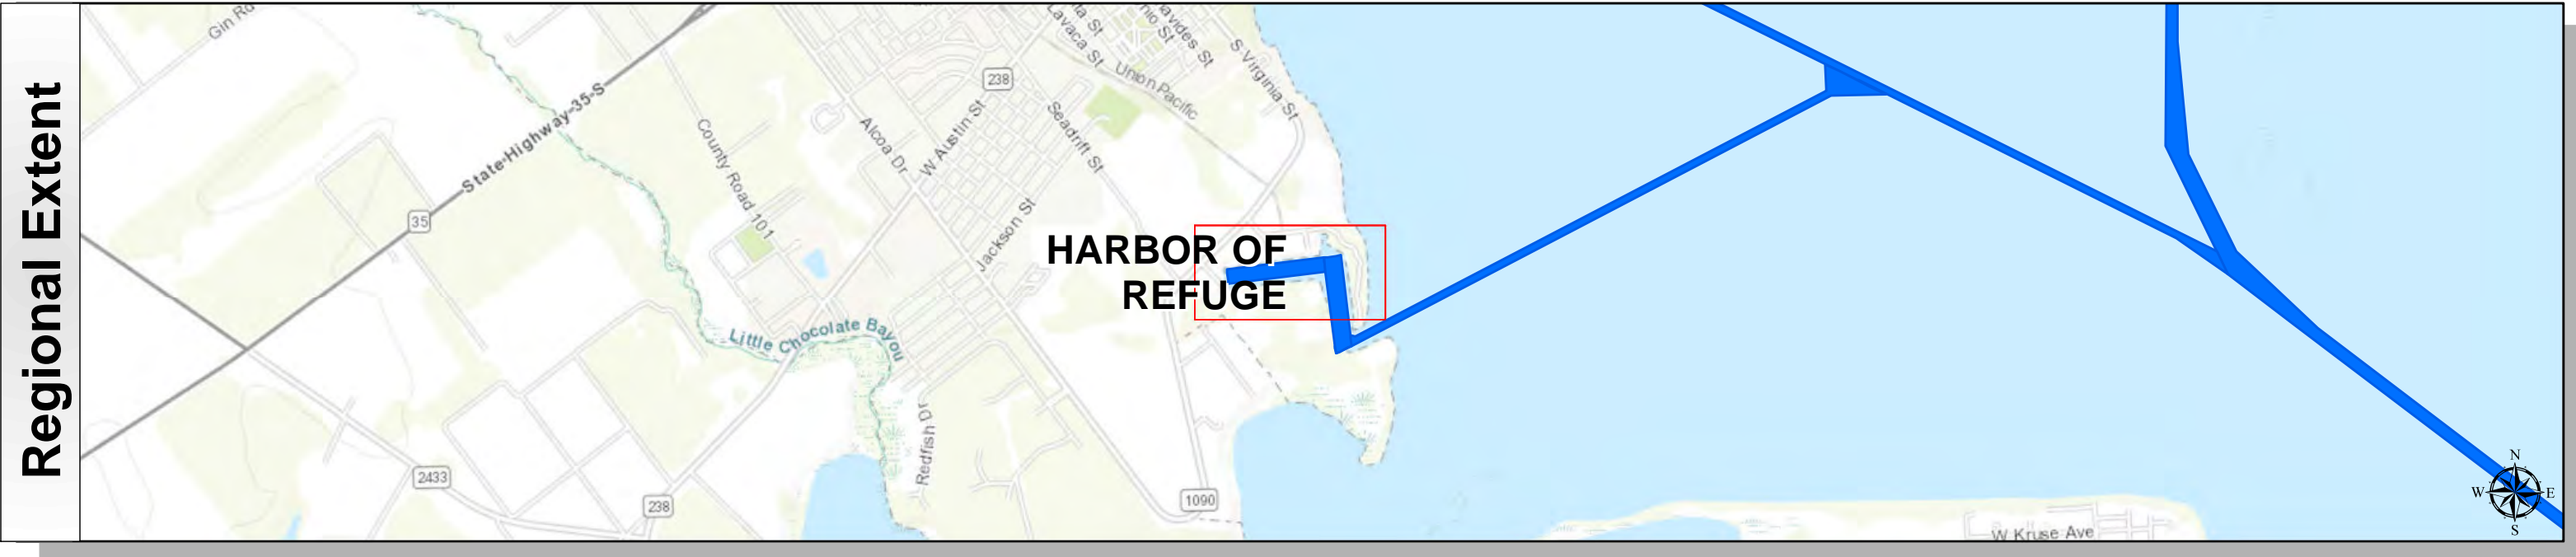 Regional Extent
Gin Rd
State-Highway-35-S
35
County Road 101
Alcoa Dr
W Austin St
238
Lavaca St
Union Pacific
S Virginia St
Seadrift St
Jackson St
HARBOR OF
REFUGE
Little Chocolate Bayou
Redfish Dr
2433
238
1090
W Kruse Ave
N
W
E
S